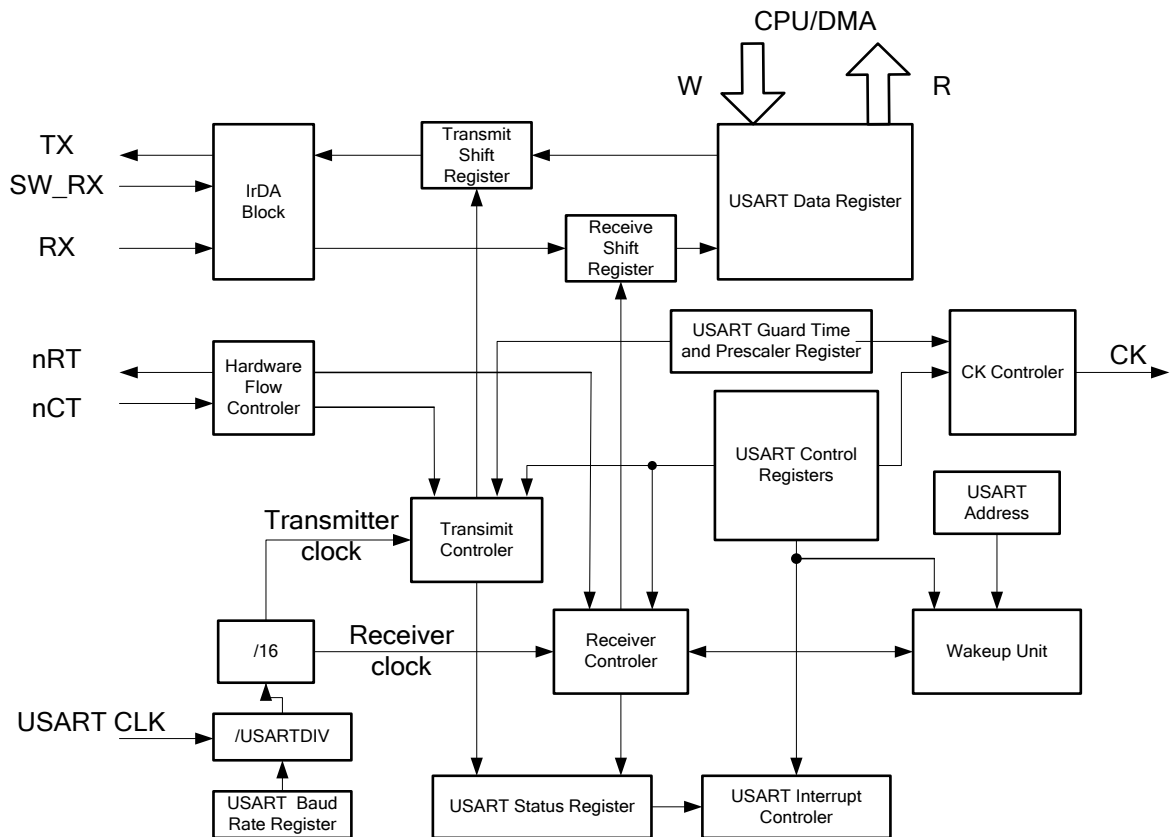 CPU/DMA
W
R
TX
SW_RX
RX
IrDA
Block
Transmit
Shift
Register
Receive
Shift
Register
USART Data Register
nRT
nCT
Hardware
Flow
Controler
USART Guard Time
and Prescaler Register
CK Controler
CK
USART Control
Registers
USART
Address
Transmitter
clock
Transimit
Controler
/16
Receiver
clock
Receiver
Controler
Wakeup Unit
USART CLK
/USARTDIV
USART Baud
Rate Register
USART Status Register
USART Interrupt
Controler